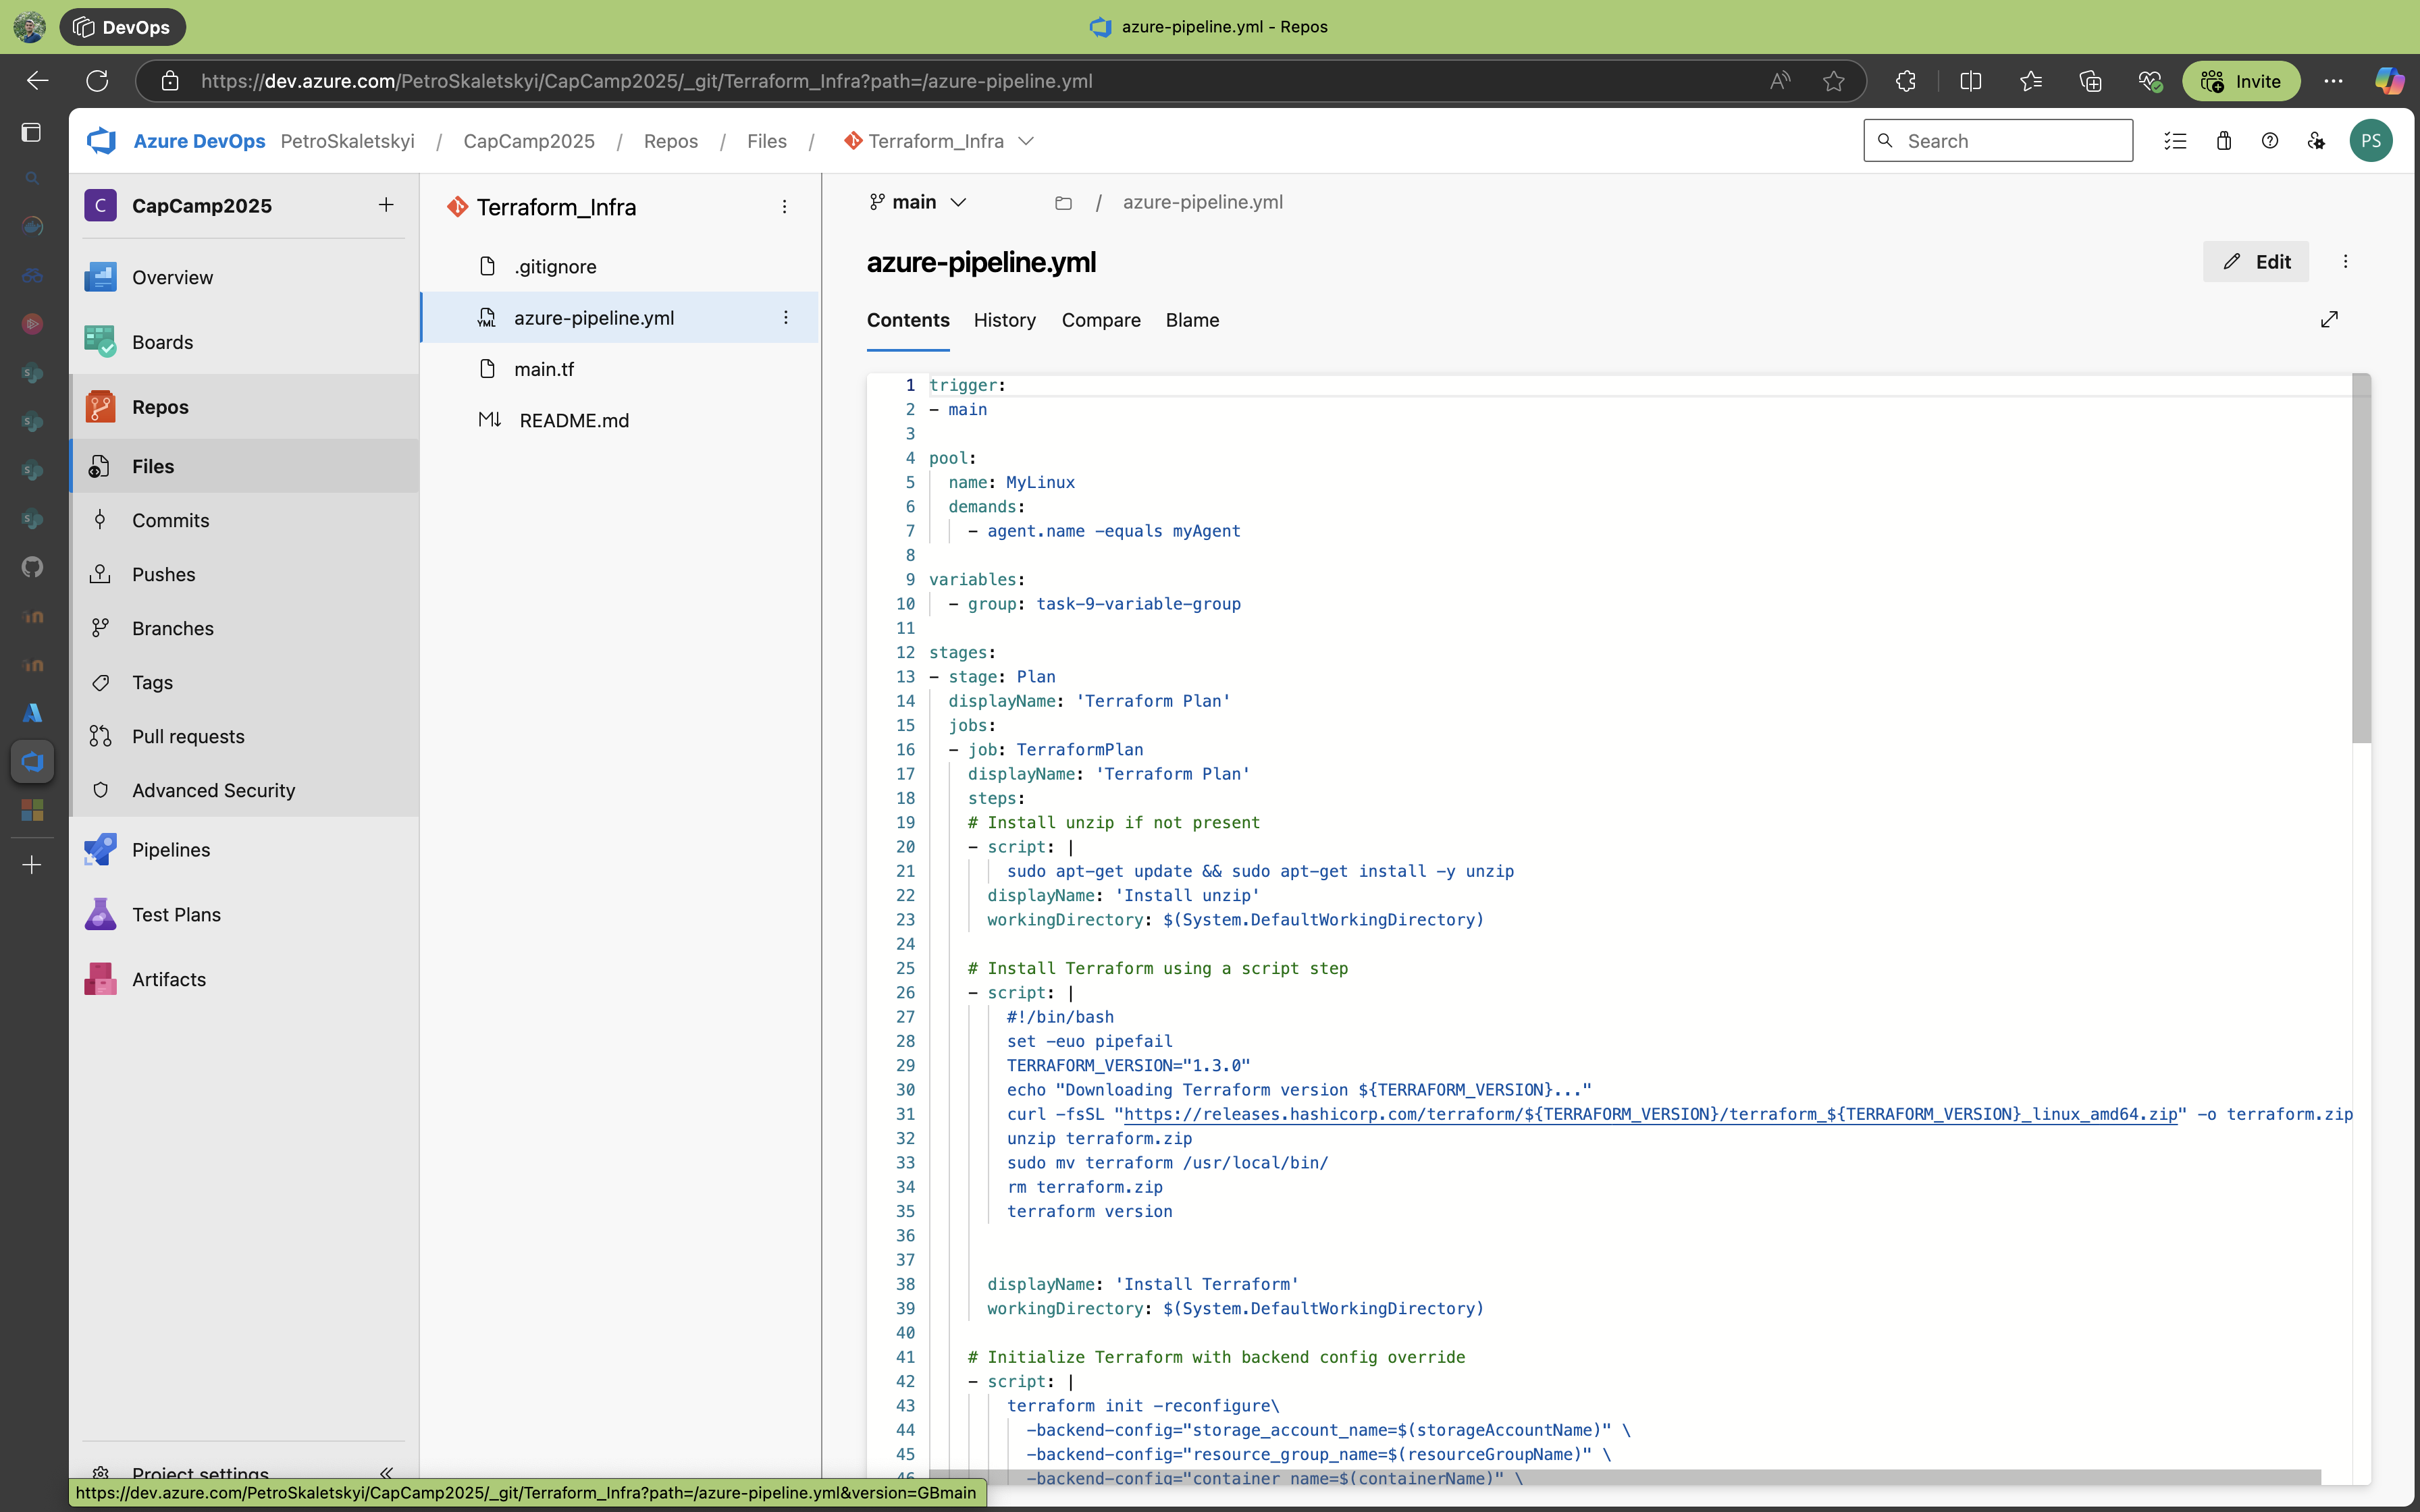 DevOps
azure-pipeline.yml - Repos
https://dev.azure.com/PetroSkaletskyi/CapCamp2025/_git/Terraform_Infra?path=/azure-pipeline.yml
Invite
Azure DevOps PetroSkaletskyi / CapCamp2025 / Repos / Files / Terraform_Infra
Search
PS
C CapCamp2025
Overview
Boards
Repos
Files
Commits
Pushes
Branches
Tags
Pull requests
Advanced Security
Pipelines
Test Plans
Artifacts
Project settings
Terraform_Infra
.gitignore
YML azure-pipeline.yml
main.tf
README.md
main / azure-pipeline.yml
azure-pipeline.yml
Edit
Contents History Compare Blame
1 trigger:
2 - main
3
4 pool:
5 name: MyLinux
6 demands:
7 - agent.name -equals myAgent
8
9 variables:
10 - group: task-9-variable-group
11
12 stages:
13 - stage: Plan
14 displayName: 'Terraform Plan'
15 jobs:
16 - job: TerraformPlan
17 displayName: 'Terraform Plan'
18 steps:
19 # Install unzip if not present
20 - script: |
21 sudo apt-get update && sudo apt-get install -y unzip
22 displayName: 'Install unzip'
23 workingDirectory: $(System.DefaultWorkingDirectory)
24
25 # Install Terraform using a script step
26 - script: |
27 #!/bin/bash
28 set -euo pipefail
29 TERRAFORM_VERSION="1.3.0"
30 echo "Downloading Terraform version ${TERRAFORM_VERSION}..."
31 curl -fsSL "https://releases.hashicorp.com/terraform/${TERRAFORM_VERSION}/terraform_${TERRAFORM_VERSION}_linux_amd64.zip" -o terraform.zip
32 unzip terraform.zip
33 sudo mv terraform /usr/local/bin/
34 rm terraform.zip
35 terraform version
36
37
38 displayName: 'Install Terraform'
39 workingDirectory: $(System.DefaultWorkingDirectory)
40
41 # Initialize Terraform with backend config override
42 - script: |
43 terraform init -reconfigure\
44 -backend-config="storage_account_name=$(storageAccountName)" \
45 -backend-config="resource_group_name=$(resourceGroupName)" \
46 -backend-config="container_name=$(containerName)" \
https://dev.azure.com/PetroSkaletskyi/CapCamp2025/_git/Terraform_Infra?path=/azure-pipeline.yml&version=GBmain